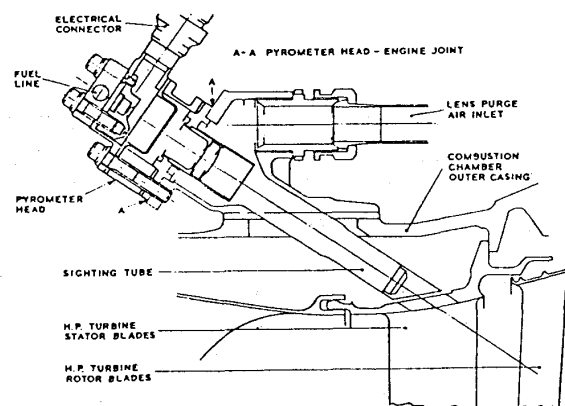 ELECTRICAL
CONNECTOR
A-A PYROMETER HEAD - ENGINE JOINT
FUEL
LINE
A
LENS PURGE
AIR INLET
COMBUSTION
CHAMBER
OUTER CASING
PYROMETER
HEAD
A
SIGHTING TUBE
H.P. TURBINE
STATOR BLADES
H.P. TURBINE
ROTOR BLADES